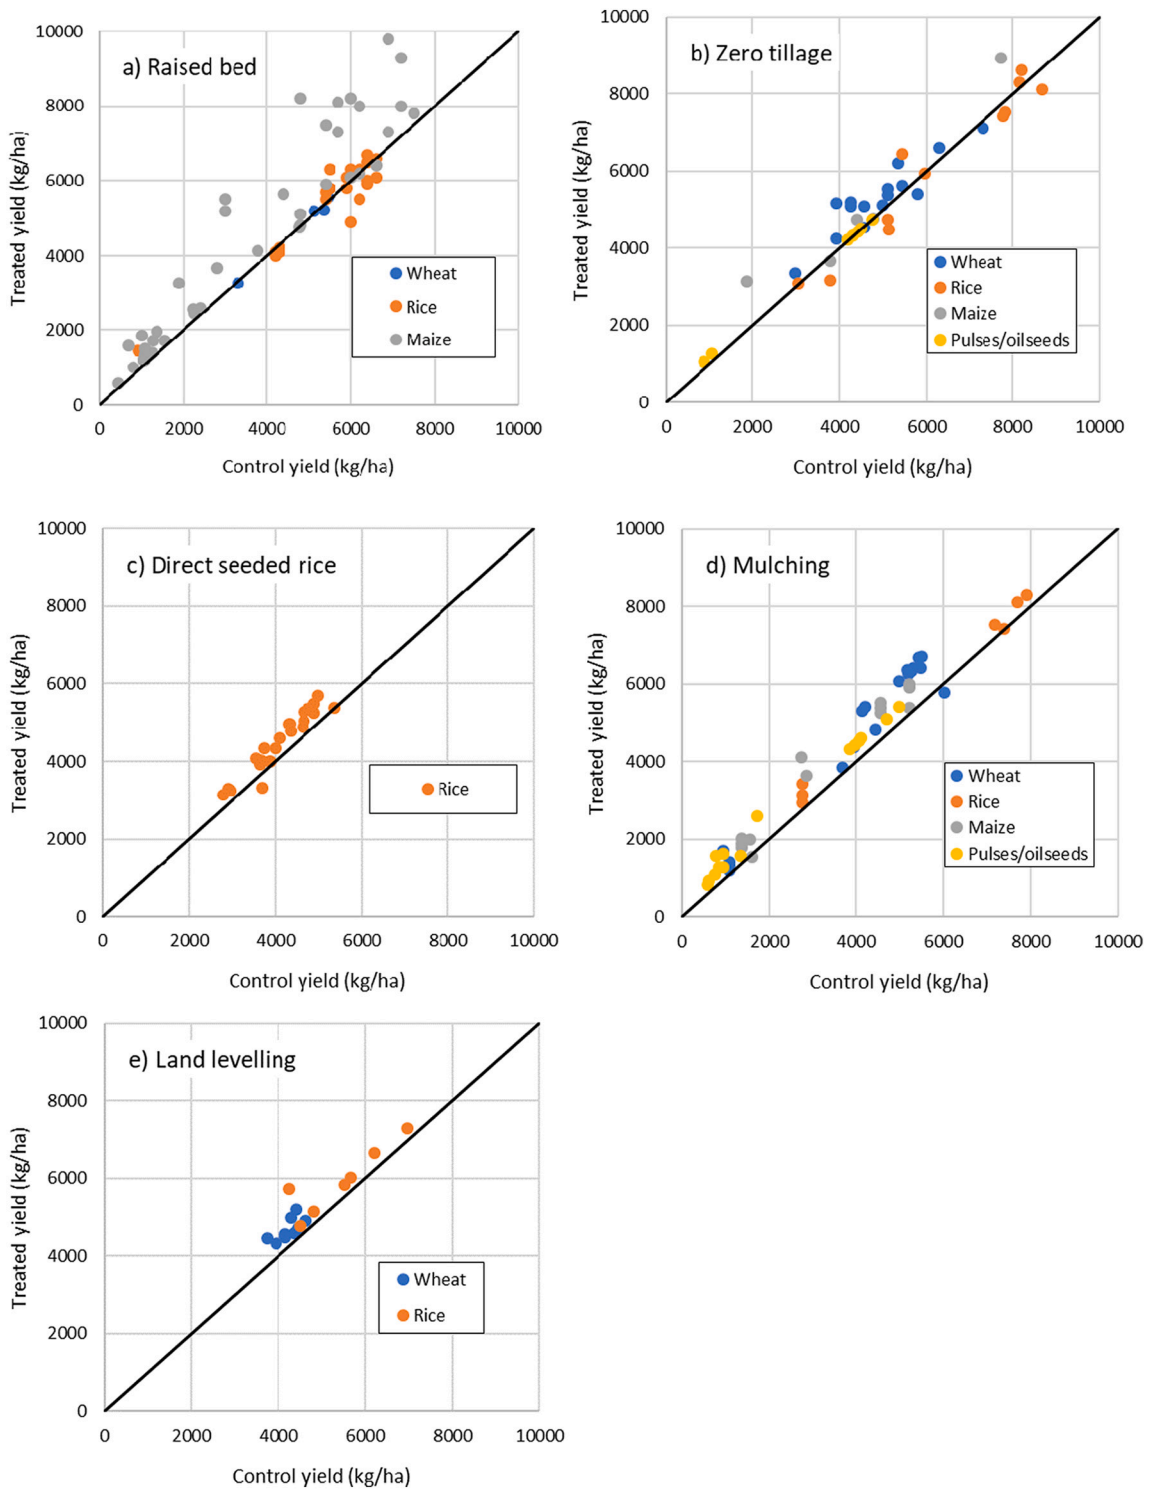 a) Raised bed
Treated yield (kg/ha)
10000
8000
6000
4000
2000
0
0 2000 4000 6000 8000 10000
Control yield (kg/ha)
Wheat
Rice
Maize
b) Zero tillage
Treated yield (kg/ha)
10000
8000
6000
4000
2000
0
0 2000 4000 6000 8000 10000
Control yield (kg/ha)
Wheat
Rice
Maize
Pulses/oilseeds
c) Direct seeded rice
Treated yield (kg/ha)
10000
8000
6000
4000
2000
0
0 2000 4000 6000 8000 10000
Control yield (kg/ha)
Rice
d) Mulching
Treated yield (kg/ha)
10000
8000
6000
4000
2000
0
0 2000 4000 6000 8000 10000
Control yield (kg/ha)
Wheat
Rice
Maize
Pulses/oilseeds
e) Land levelling
Treated yield (kg/ha)
10000
8000
6000
4000
2000
0
0 2000 4000 6000 8000 10000
Control yield (kg/ha)
Wheat
Rice